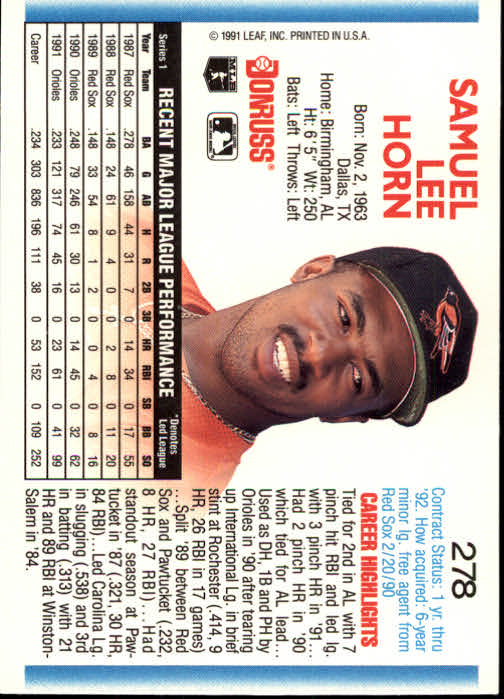 278
SAMUEL
LEE
HORN
Born: Nov. 2, 1963
Dallas, TX
Ht: 6' 5" Wt: 250
Home: Birmingham, AL
Bats: Left Throws: Left
DONRUSS®
© 1991 LEAF, INC. PRINTED IN U.S.A.
Contract Status: 1 yr. thru
'92. How acquired: 6-year
minor lg. free agent from
Red Sox 2/20/90
CAREER HIGHLIGHTS
Tied for 2nd in AL with 7
pinch hit RBI and led lg.
with 3 pinch HR in '91...
Had 2 pinch HR in '90
which tied for AL lead...
Used as DH, 1B and PH by
Orioles in '90 after tearing
up International Lg. in brief
stint at Rochester (.414, 9
HR, 26 RBI in 17 games)
...Split '89 between Red
Sox and Pawtucket (.232,
8 HR, 27 RBI)...Had
standout season at Paw-
tucket in '87 (.321, 30 HR,
84 RBI)...Led Carolina Lg.
in slugging (.538) and 3rd
in batting (.313) with 21
HR and 89 RBI at Winston-
Salem in '84.
Series 1 RECENT MAJOR LEAGUE PERFORMANCE *Denotes
Led League
Year Team BA G AB H R 2B 3B HR RBI SB BB SO
1987 Red Sox .278 46 158 44 31 7 0 14 34 0 17 55
1988 Red Sox .148 24 61 9 4 0 0 2 8 0 11 20
1989 Red Sox .148 33 54 8 1 2 0 0 4 0 8 16
1990 Orioles .248 79 246 61 30 13 0 14 45 0 32 62
1991 Orioles .233 121 317 74 45 16 0 23 61 0 41 99
Career .234 303 836 196 111 38 0 53 152 0 109 252